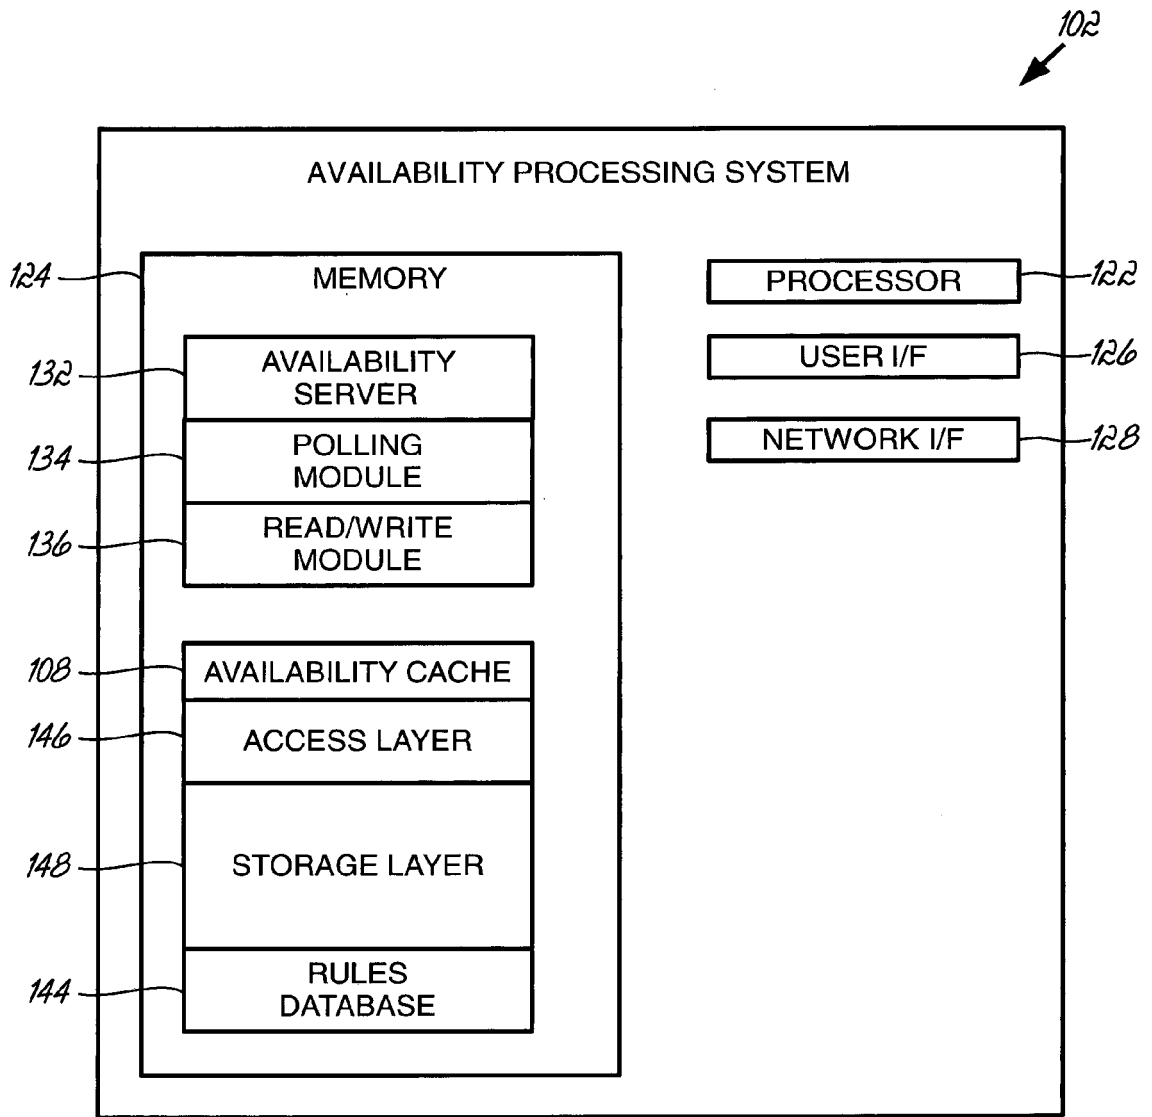 102
AVAILABILITY PROCESSING SYSTEM
124
MEMORY
132
AVAILABILITY
SERVER
134
POLLING
MODULE
136
READ/WRITE
MODULE
108
AVAILABILITY CACHE
146
ACCESS LAYER
148
STORAGE LAYER
144
RULES
DATABASE
PROCESSOR
122
USER I/F
126
NETWORK I/F
128